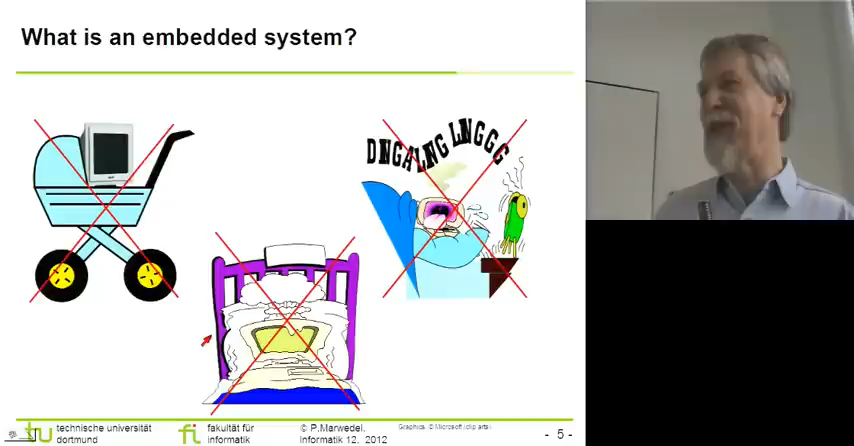 What is an embedded system?
DNGALNG LNGGG
technische universität
dortmund
fakultät für
informatik
© P.Marwedel,
Informatik 12, 2012
Graphics: © Microsoft (clip arts)
- 5 -